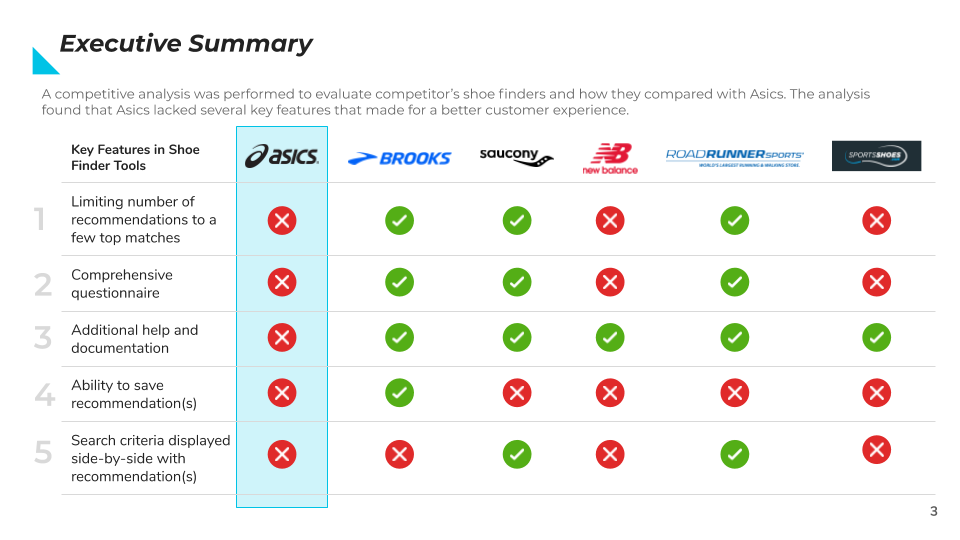 Executive Summary
A competitive analysis was performed to evaluate competitor's shoe finders and how they compared with Asics. The analysis
found that Asics lacked several key features that made for a better customer experience.
Key Features in Shoe
Finder Tools
asics
BROOKS
saucony
NB
new balance
ROADRUNNERSPORTS
WORLD'S LARGEST RUNNING & WALKING STORE.
SPORTSSHOES
1
Limiting number of
recommendations to a
few top matches
2
Comprehensive
questionnaire
3
Additional help and
documentation
4
Ability to save
recommendation(s)
5
Search criteria displayed
side-by-side with
recommendation(s)
3